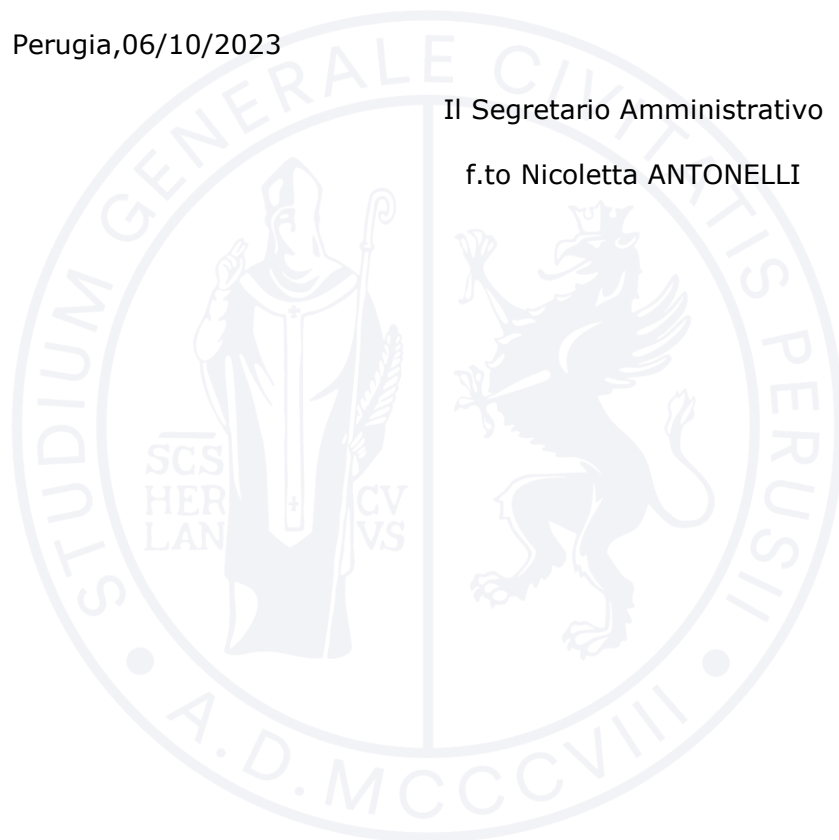 Perugia,06/10/2023
Il Segretario Amministrativo
f.to Nicoletta ANTONELLI
STUDIUM GENERALE CIVITATIS PERUSII
SCS
HER
LAN
CV
VS
A.D. MCCCVIII